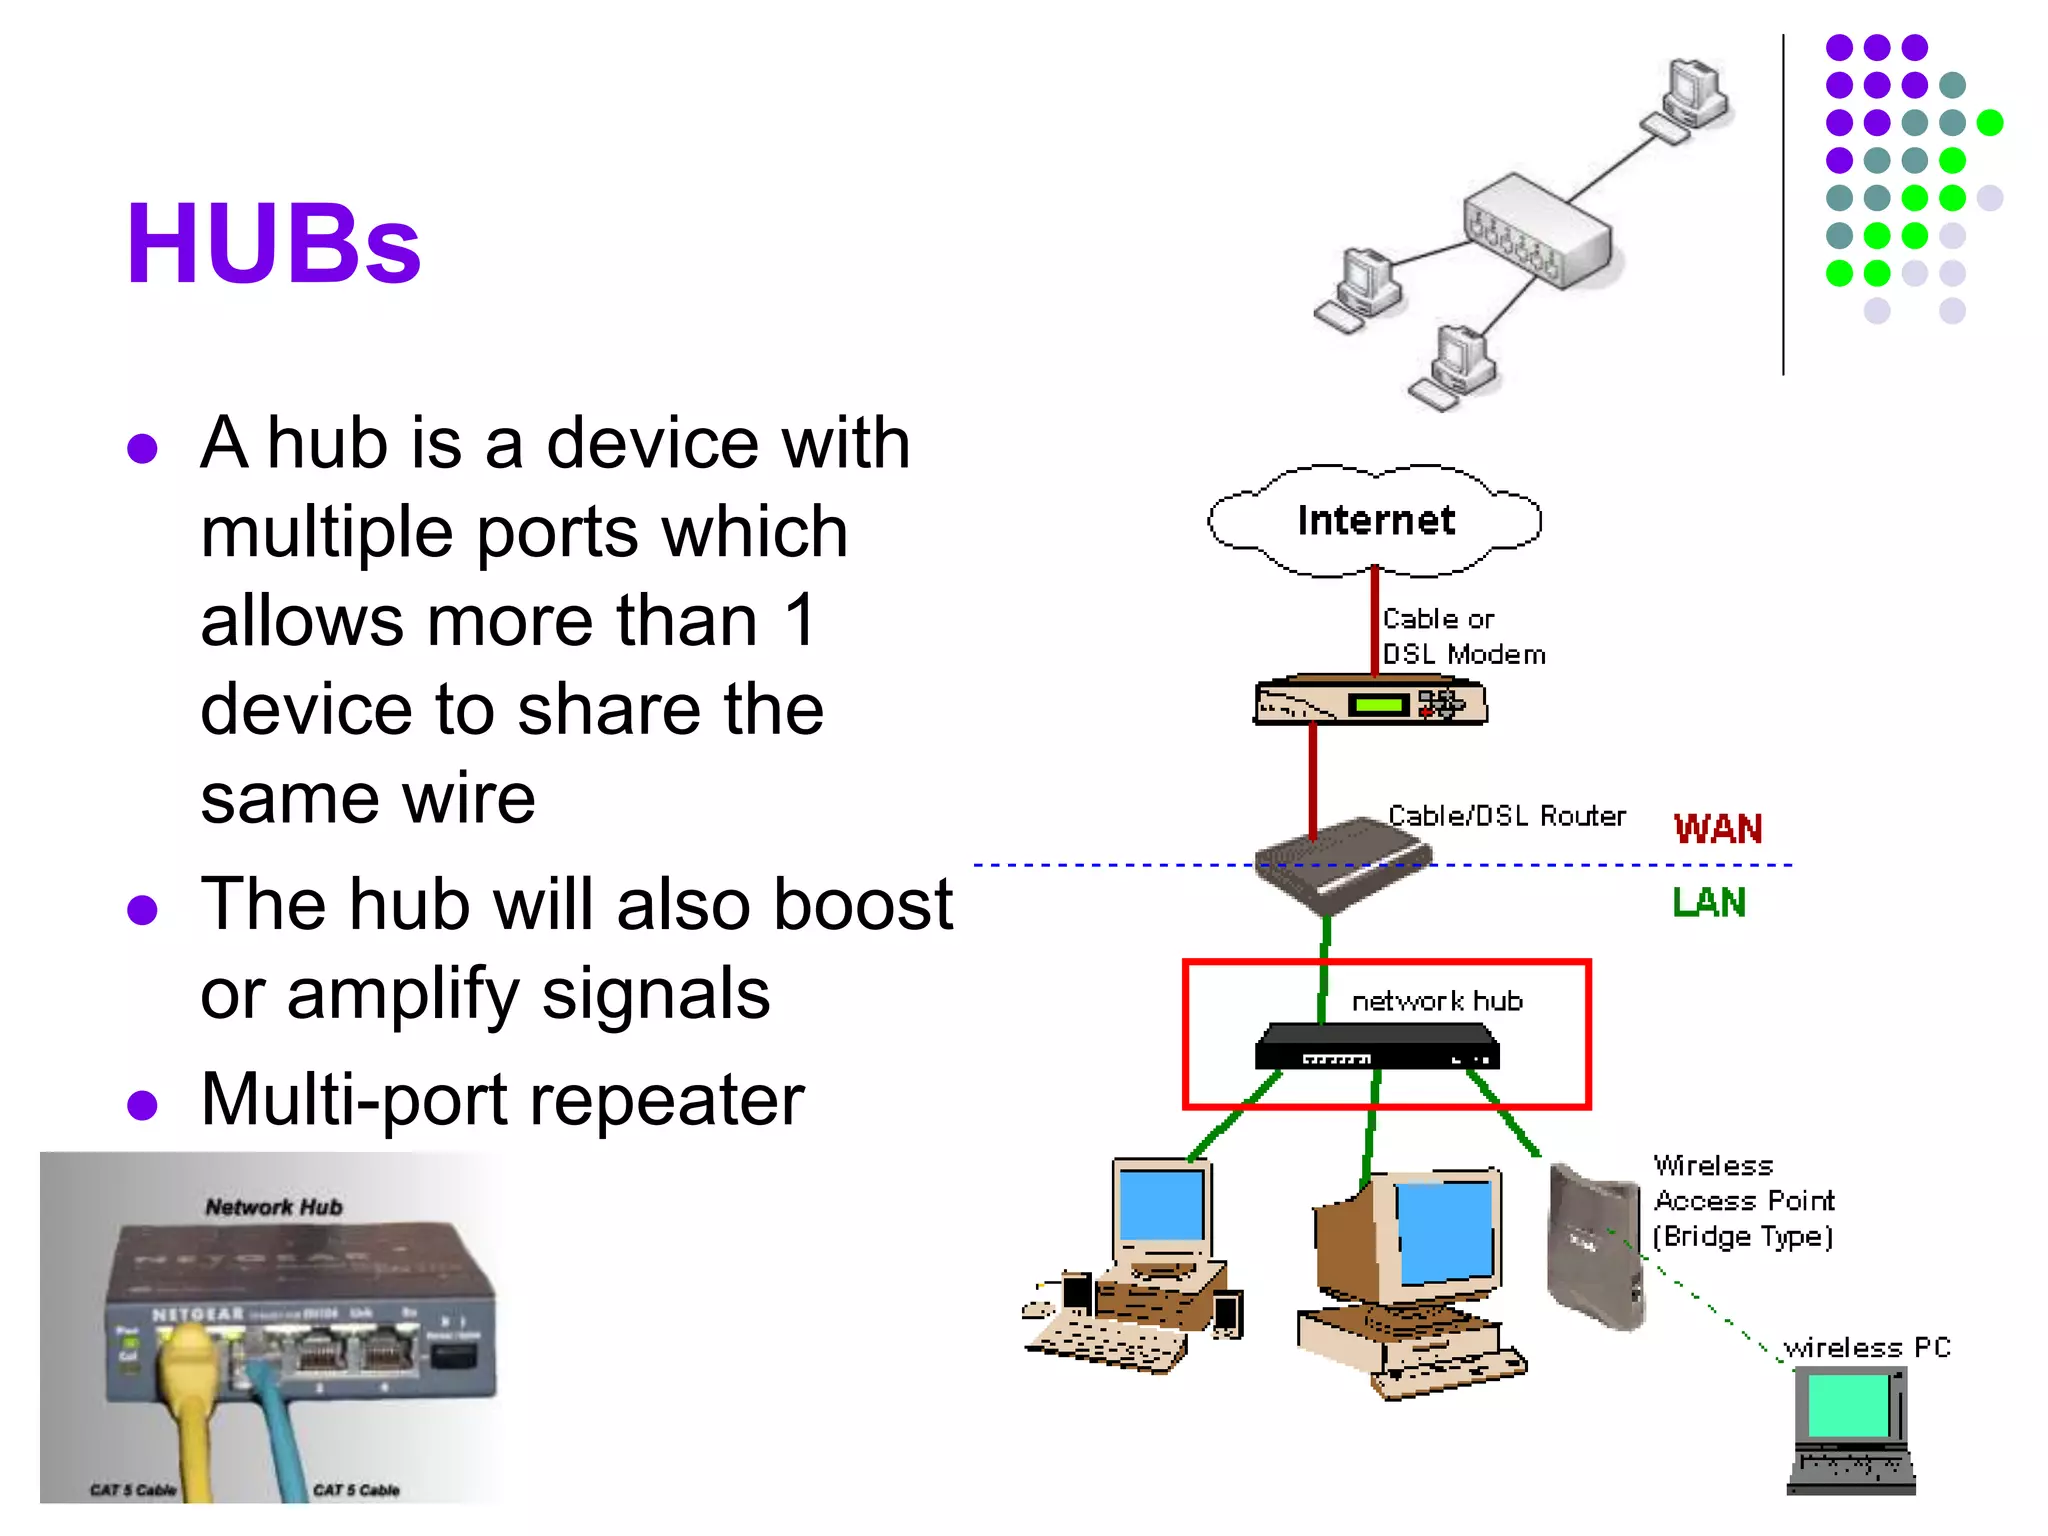 HUBs
A hub is a device with
multiple ports which
allows more than 1
device to share the
same wire
The hub will also boost
or amplify signals
Multi-port repeater
Internet
Cable or
DSL Modem
Cable/DSL Router
WAN
LAN
network hub
Wireless
Access Point
(Bridge Type)
wireless PC
Network Hub
NETGEAR
NETGEAR
CAT 5 Cable
CAT 5 Cable